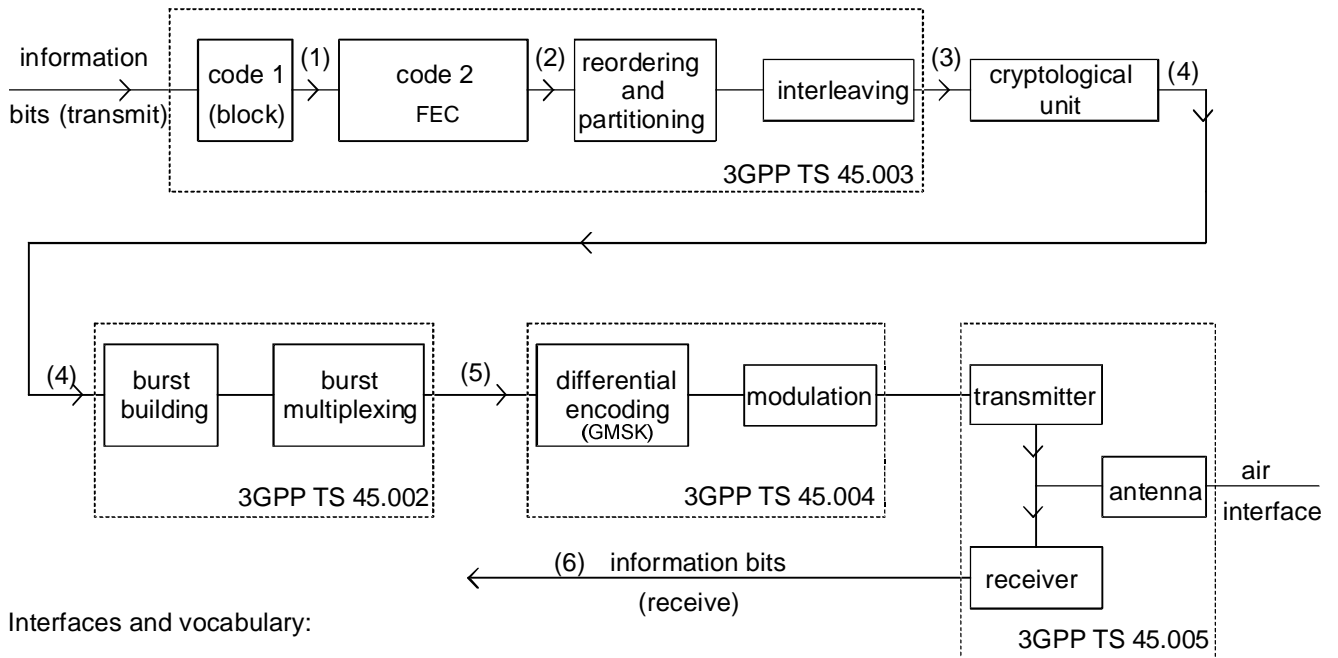 information
bits (transmit)
code 1
(block)
(1)
code 2
FEC
(2)
reordering
and
partitioning
interleaving
(3)
cryptological
unit
(4)
3GPP TS 45.003
(4)
burst
building
burst
multiplexing
(5)
differential
encoding
(GMSK)
modulation
transmitter
3GPP TS 45.002
3GPP TS 45.004
antenna
air
interface
(6) information bits
(receive)
receiver
3GPP TS 45.005
Interfaces and vocabulary: